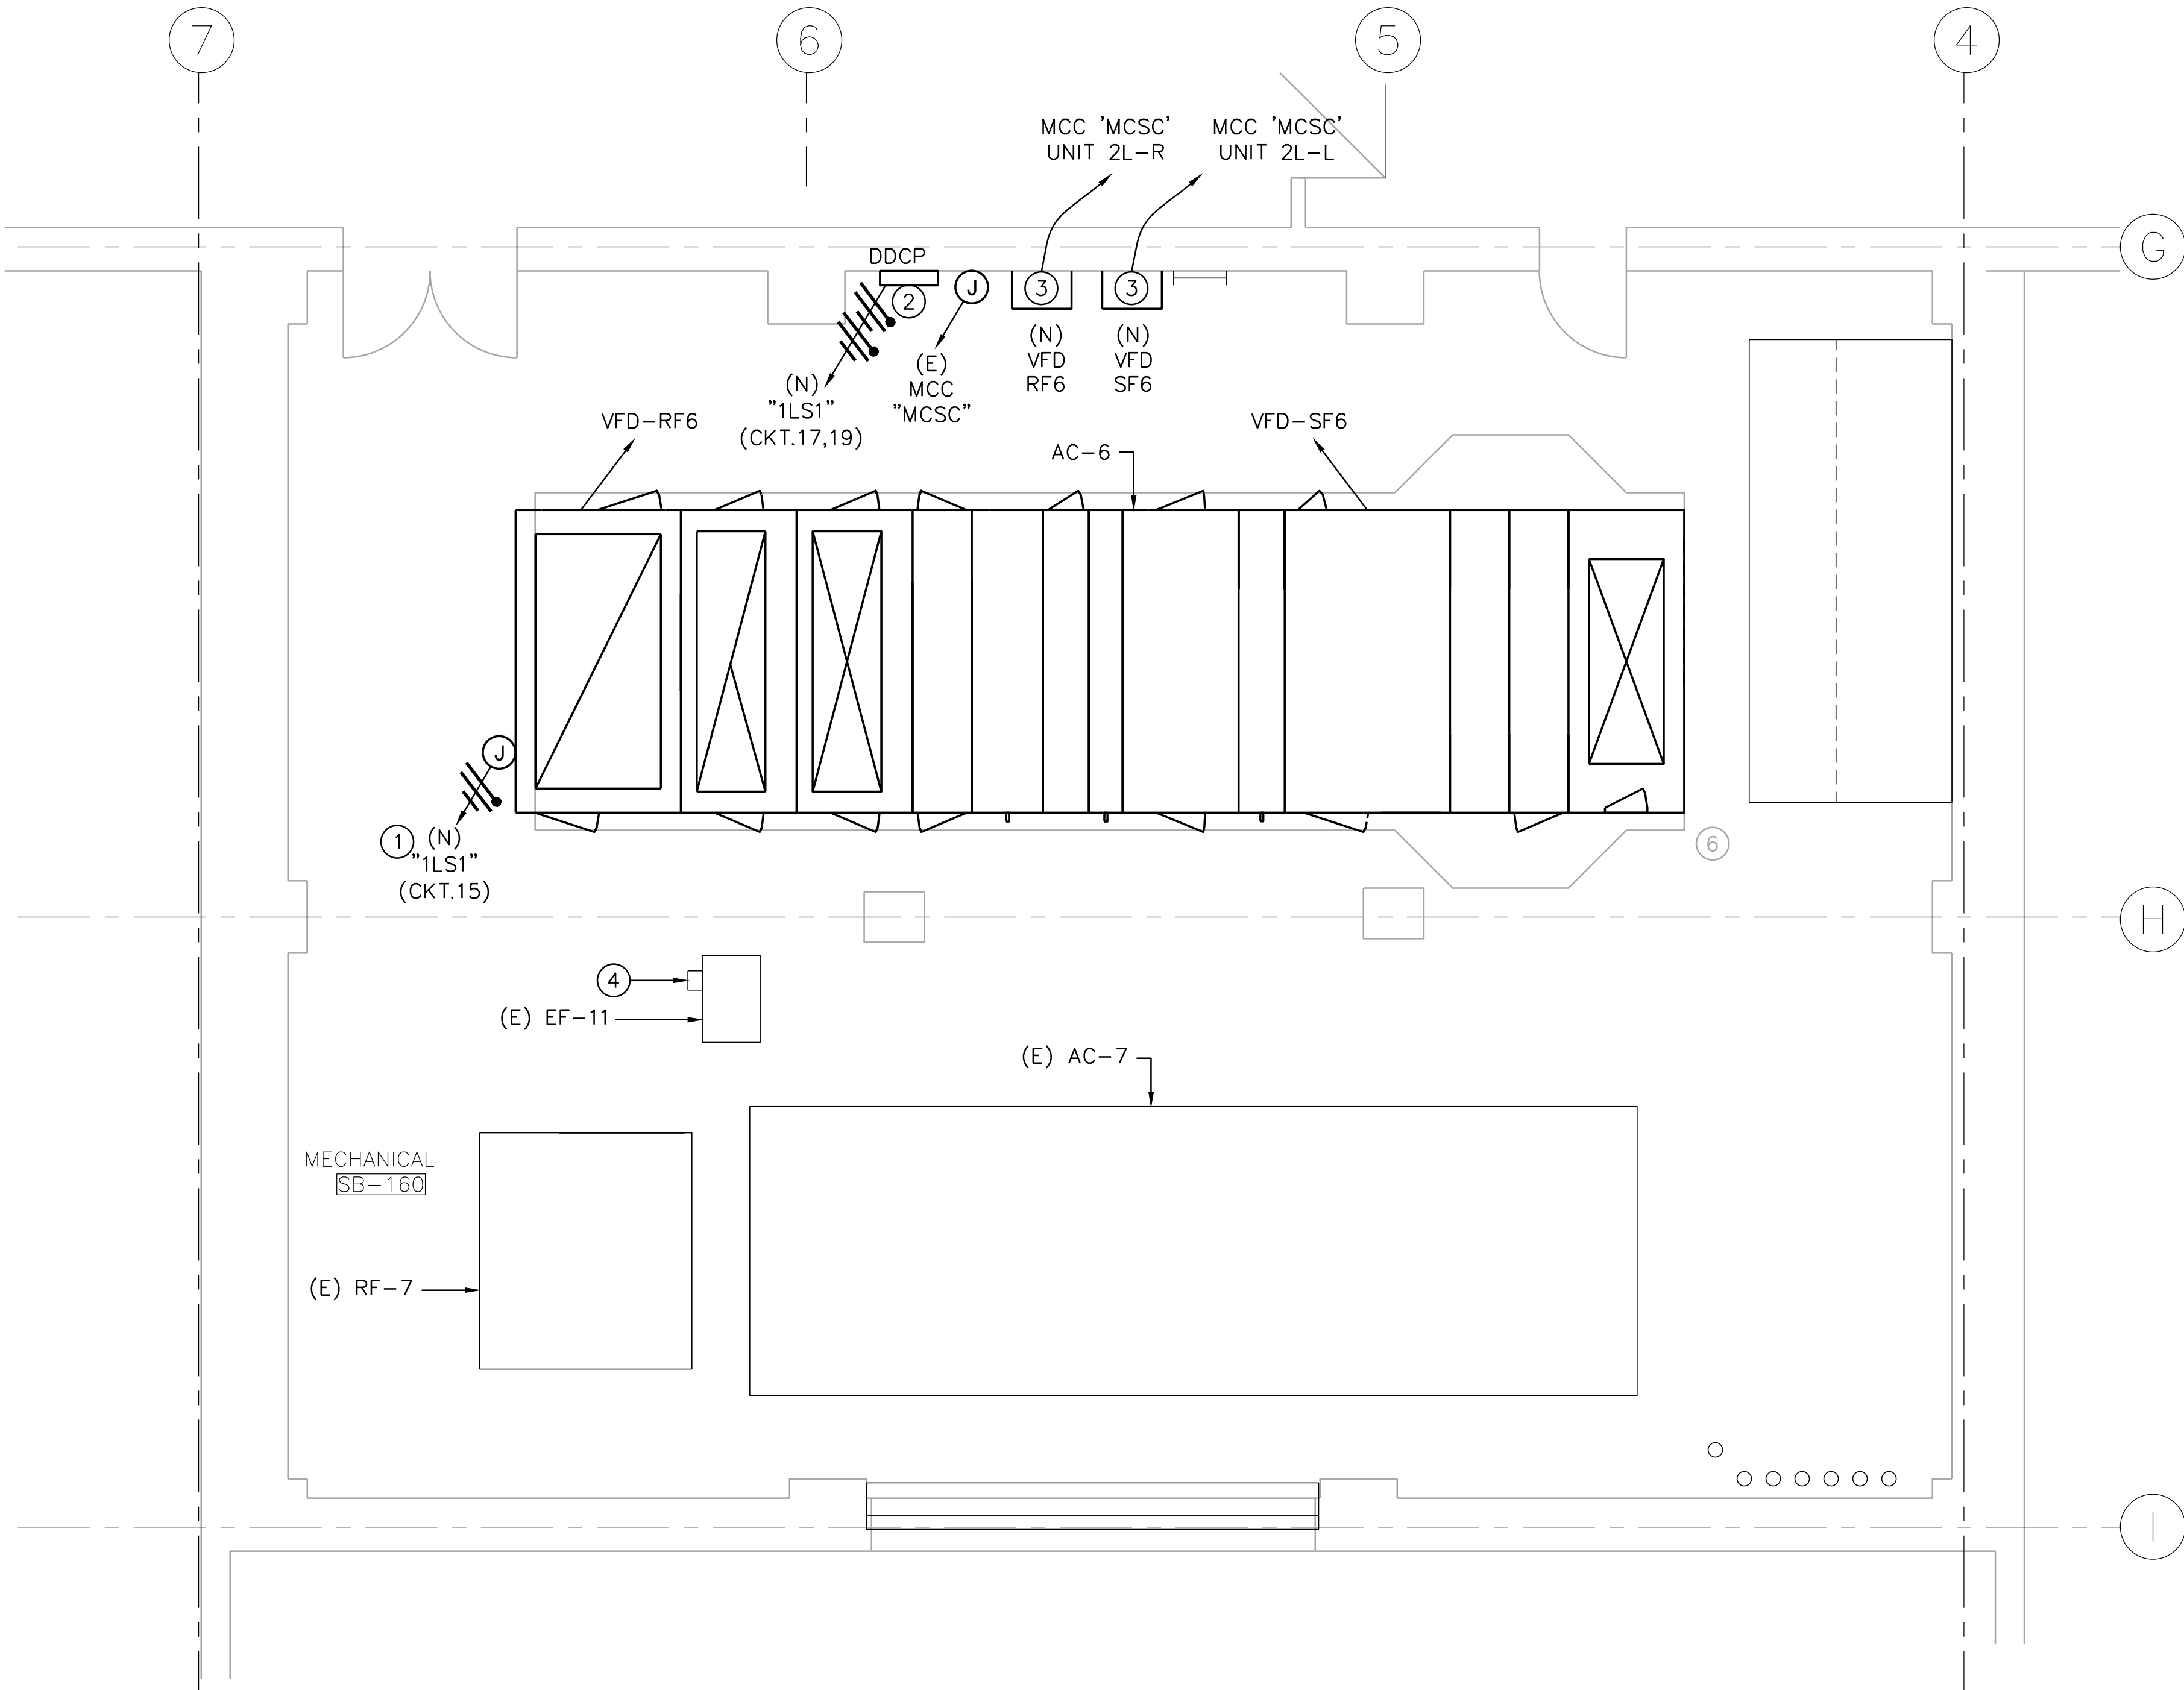 7
6
5
4
MCC 'MCSC'
UNIT 2L-R
MCC 'MCSC'
UNIT 2L-L
G
DDCP
2
J
3
3
(N)
VFD
RF6
(N)
VFD
SF6
(E)
MCC
"MCSC"
(N)
"1LS1"
(CKT.17,19)
VFD-RF6
AC-6
VFD-SF6
J
1
(N)
"1LS1"
(CKT.15)
6
H
4
(E) EF-11
(E) AC-7
MECHANICAL
SB-160
(E) RF-7
I